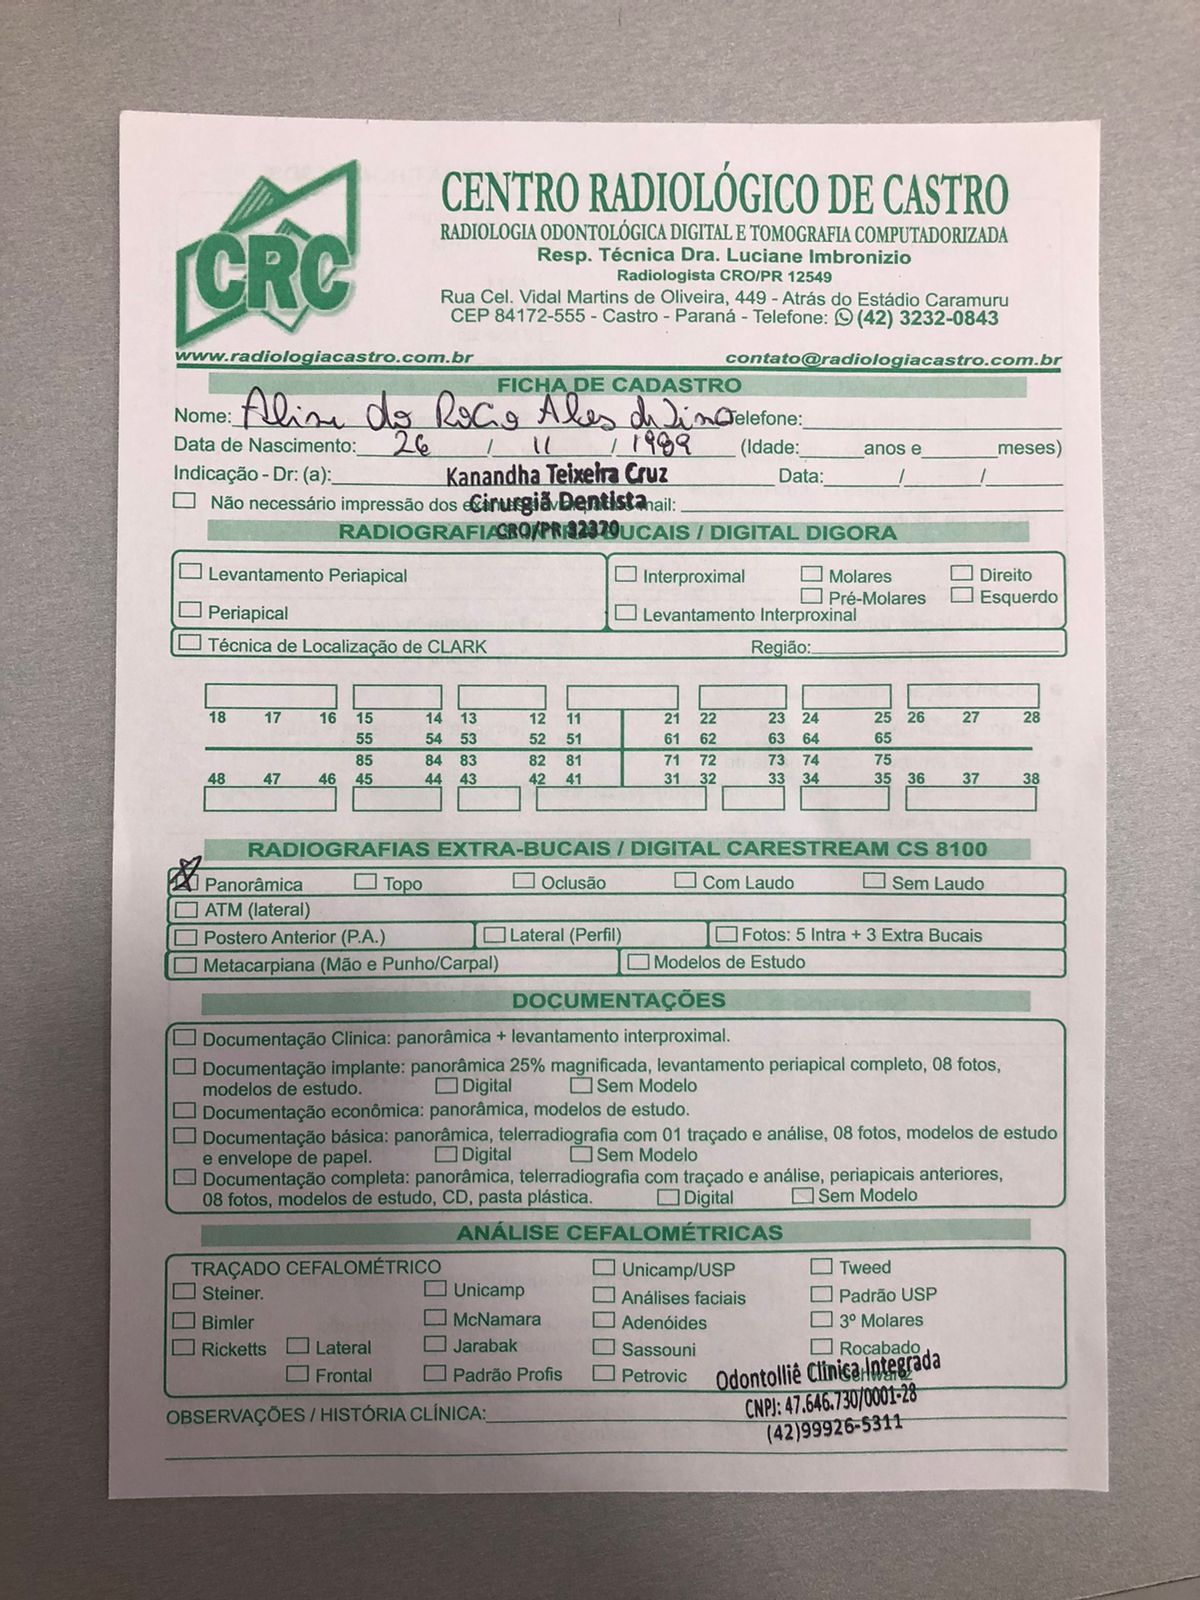 CRC
CENTRO RADIOLÓGICO DE CASTRO
RADIOLOGIA ODONTOLÓGICA DIGITAL E TOMOGRAFIA COMPUTADORIZADA
Resp. Técnica Dra. Luciane Imbronizio
Radiologista CRO/PR 12549
Rua Cel. Vidal Martins de Oliveira, 449 - Atrás do Estádio Caramuru
CEP 84172-555 - Castro - Paraná - Telefone: (42) 3232-0843
www.radiologiacastro.com.br contato@radiologiacastro.com.br
FICHA DE CADASTRO
Nome: Aline do Rocio Alves de Lima Telefone:
Data de Nascimento: 26 / 11 / 1989 (Idade: anos e meses)
Indicação - Dr: (a): Kanandha Teixeira Cruz Data: / /
Cirurgiã Dentista
CRO/PR 32370
Não necessário impressão dos mail:
RADIOGRAFIAS BUCAIS / DIGITAL DIGORA
Levantamento Periapical Interproximal Molares Direito
Pré-Molares Esquerdo
Periapical Levantamento Interproxinal
Técnica de Localização de CLARK Região:
18 17 16 15 14 13 12 11 21 22 23 24 25 26 27 28
55 54 53 52 51 61 62 63 64 65
85 84 83 82 81 71 72 73 74 75
48 47 46 45 44 43 42 41 31 32 33 34 35 36 37 38
RADIOGRAFIAS EXTRA-BUCAIS / DIGITAL CARESTREAM CS 8100
Panorâmica Topo Oclusão Com Laudo Sem Laudo
ATM (lateral)
Postero Anterior (P.A.) Lateral (Perfil) Fotos: 5 Intra + 3 Extra Bucais
Metacarpiana (Mão e Punho/Carpal) Modelos de Estudo
DOCUMENTAÇÕES
Documentação Clinica: panorâmica + levantamento interproximal.
Documentação implante: panorâmica 25% magnificada, levantamento periapical completo, 08 fotos,
modelos de estudo. Digital Sem Modelo
Documentação econômica: panorâmica, modelos de estudo.
Documentação básica: panorâmica, telerradiografia com 01 traçado e análise, 08 fotos, modelos de estudo
e envelope de papel. Digital Sem Modelo
Documentação completa: panorâmica, telerradiografia com traçado e análise, periapicais anteriores,
08 fotos, modelos de estudo, CD, pasta plástica. Digital Sem Modelo
ANÁLISE CEFALOMÉTRICAS
TRAÇADO CEFALOMÉTRICO Unicamp/USP Tweed
Steiner. Unicamp Análises faciais Padrão USP
Bimler McNamara Adenóides 3º Molares
Ricketts Lateral Jarabak Sassouni Rocabado
Frontal Padrão Profis Petrovic
Odontolliê Clinica Integrada
CNPJ: 47.646.730/0001-28
(42)99926-5311
OBSERVAÇÕES / HISTÓRIA CLÍNICA: